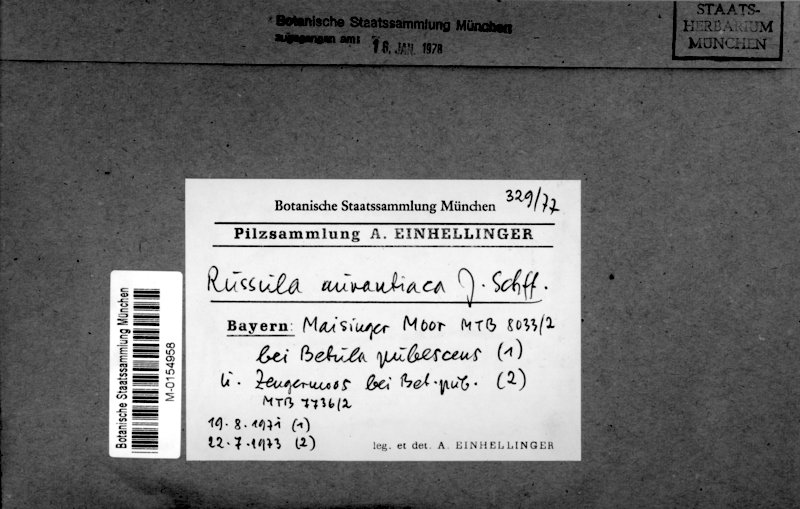 Botanische Staatssammlung München
zugegangen am: 16. JAN. 1978
STAATS-
HERBARIUM
MÜNCHEN
Botanische Staatssammlung München 329/77
Pilzsammlung A. EINHELLINGER
Russula aurantiaca J. Schff.
Bayern: Maisinger Moor MTB 8033/2
bei Betula pubescens (1)
u. Zengermoos bei Bet. pub. (2)
MTB 7736/2
19. 8. 1971 (1)
22. 7. 1973 (2)
leg. et det. A. EINHELLINGER
Botanische Staatssammlung München
M-0154958